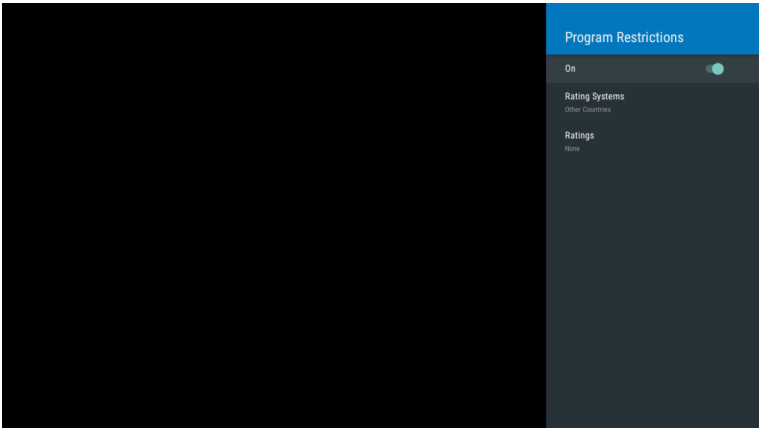 Program Restrictions
On
Rating Systems
Other Countries
Ratings
None